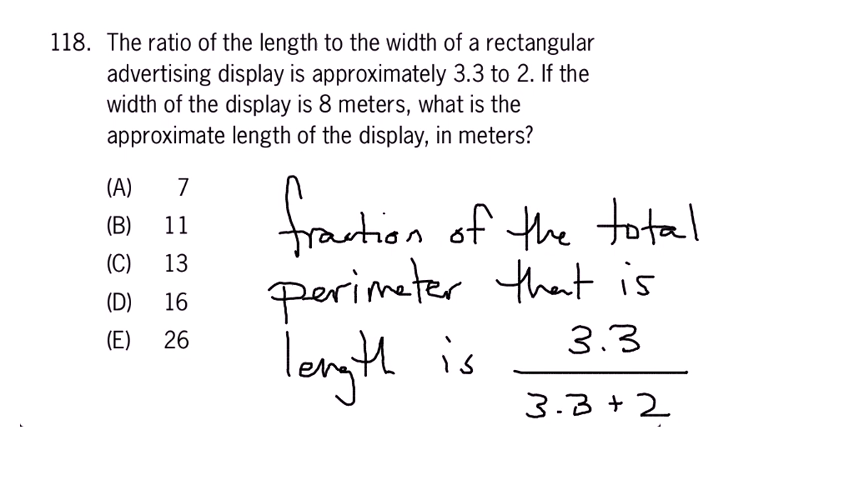 118. The ratio of the length to the width of a rectangular
advertising display is approximately 3.3 to 2. If the
width of the display is 8 meters, what is the
approximate length of the display, in meters?
(A) 7
(B) 11
(C) 13
(D) 16
(E) 26
fraction of the total
perimeter that is
length is 3.3 / 3.3 + 2